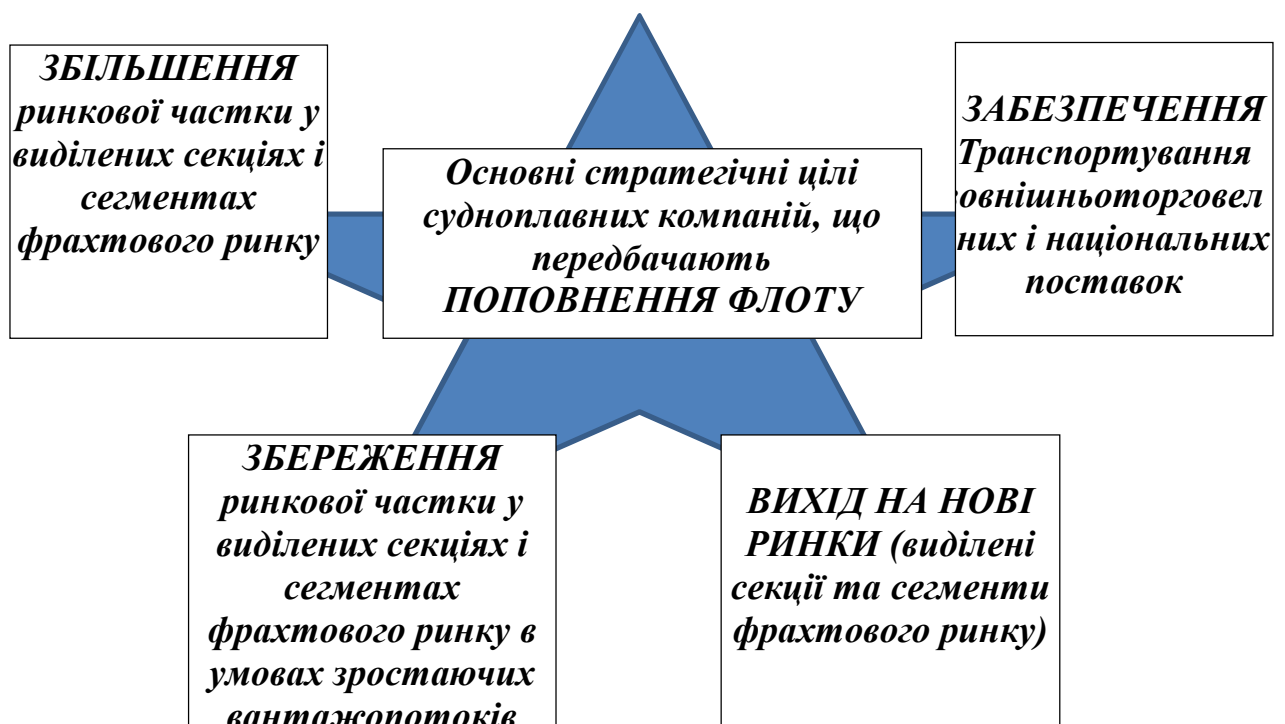 ЗБІЛЬШЕННЯ
ринкової частки у
виділених секціях і
сегментах
фрахтового ринку
Основні стратегічні цілі
судноплавних компаній, що
передбачають
ПОПОВНЕННЯ ФЛОТУ
ЗАБЕЗПЕЧЕННЯ
Транспортування
овнішньоторговел
них і національних
поставок
ЗБЕРЕЖЕННЯ
ринкової частки у
виділених секціях і
сегментах
фрахтового ринку в
умовах зростаючих
вантажопотоків
ВИХІД НА НОВІ
РИНКИ (виділені
секції та сегменти
фрахтового ринку)